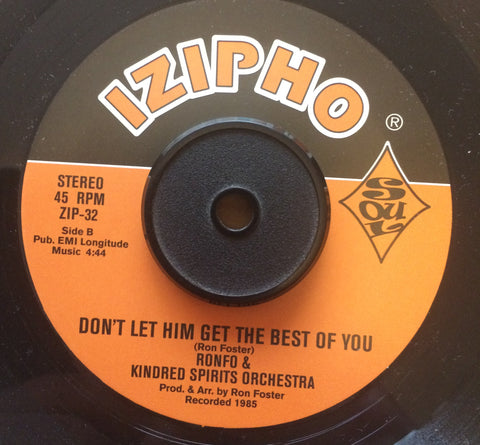 IZIPHO
®
STEREO
45 RPM
ZIP-32
Side B
Pub. EMI Longitude
Music 4:44
SOUL
DON'T LET HIM GET THE BEST OF YOU
(Ron Foster)
RONFO &
KINDRED SPIRITS ORCHESTRA
Prod. & Arr. by Ron Foster
Recorded 1985